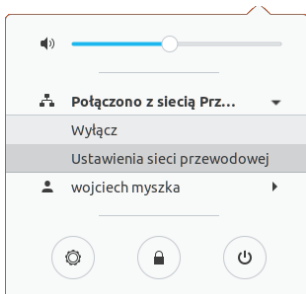 Połączono z siecią Prz...
Wyłącz
Ustawienia sieci przewodowej
wojciech myszka